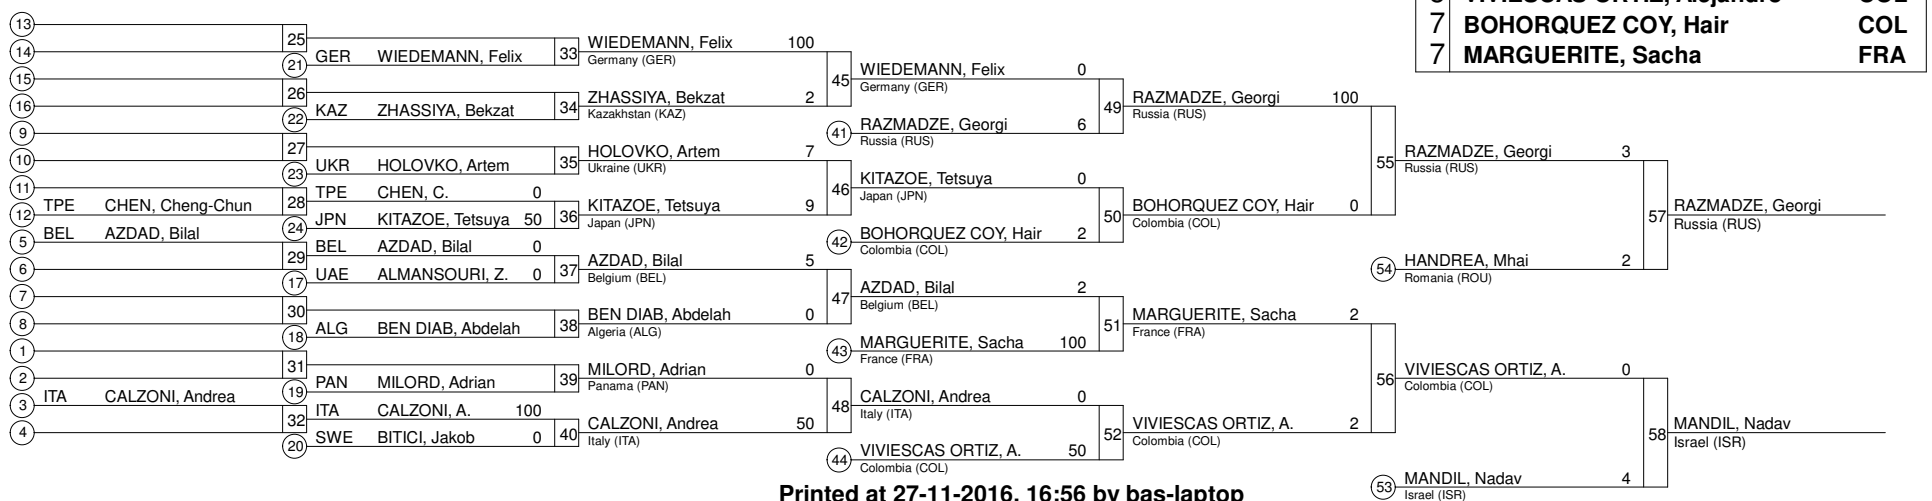 VIVIESCAS ORTIZ, Alejandro COL
7 BOHORQUEZ COY, Hair COL
7 MARGUERITE, Sacha FRA
13
25
14
21 GER WIEDEMANN, Felix
33 WIEDEMANN, Felix 100
Germany (GER)
15
26
16
22 KAZ ZHASSIYA, Bekzat
34 ZHASSIYA, Bekzat 2
Kazakhstan (KAZ)
45 WIEDEMANN, Felix 0
Germany (GER)
41 RAZMADZE, Georgi 6
Russia (RUS)
49 RAZMADZE, Georgi 100
Russia (RUS)
9
27
10
23 UKR HOLOVKO, Artem
35 HOLOVKO, Artem 7
Ukraine (UKR)
11
28 TPE CHEN, C. 0
12 TPE CHEN, Cheng-Chun
24 JPN KITAZOE, Tetsuya 50
36 KITAZOE, Tetsuya 9
Japan (JPN)
46 KITAZOE, Tetsuya 0
Japan (JPN)
42 BOHORQUEZ COY, Hair 2
Colombia (COL)
50 BOHORQUEZ COY, Hair 0
Colombia (COL)
55 RAZMADZE, Georgi 3
Russia (RUS)
54 HANDREA, Mhai 2
Romania (ROU)
57 RAZMADZE, Georgi
Russia (RUS)
5 BEL AZDAD, Bilal
29 BEL AZDAD, Bilal 0
6
17 UAE ALMANSOURI, Z. 0
37 AZDAD, Bilal 5
Belgium (BEL)
7
30
8
18 ALG BEN DIAB, Abdelah
38 BEN DIAB, Abdelah 0
Algeria (ALG)
47 AZDAD, Bilal 2
Belgium (BEL)
43 MARGUERITE, Sacha 100
France (FRA)
51 MARGUERITE, Sacha 2
France (FRA)
1
31
2
19 PAN MILORD, Adrian
39 MILORD, Adrian 0
Panama (PAN)
3 ITA CALZONI, Andrea
32 ITA CALZONI, A. 100
4
20 SWE BITICI, Jakob 0
40 CALZONI, Andrea 50
Italy (ITA)
48 CALZONI, Andrea 0
Italy (ITA)
44 VIVIESCAS ORTIZ, A. 50
Colombia (COL)
52 VIVIESCAS ORTIZ, A. 2
Colombia (COL)
56 VIVIESCAS ORTIZ, A. 0
Colombia (COL)
53 MANDIL, Nadav 4
Israel (ISR)
58 MANDIL, Nadav
Israel (ISR)
Printed at 27-11-2016, 16:56 by bas-laptop